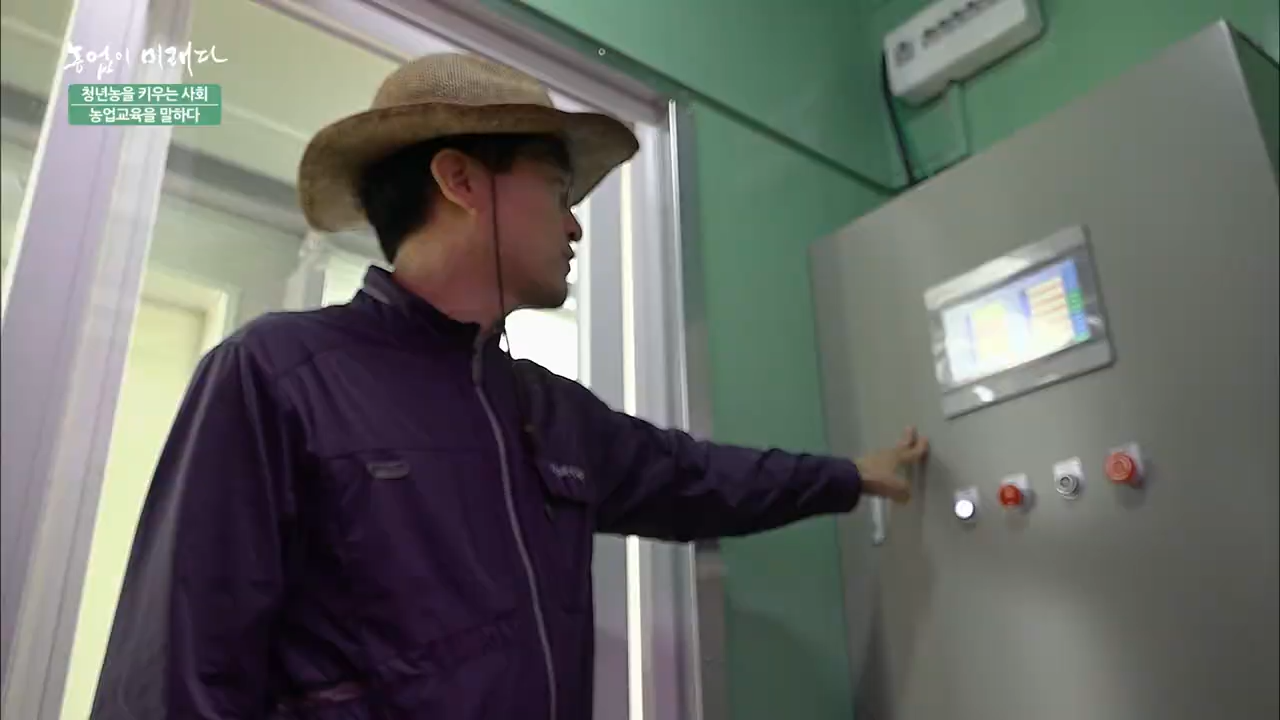 농업이 미래다
청년농을 키우는 사회
농업교육을 말하다